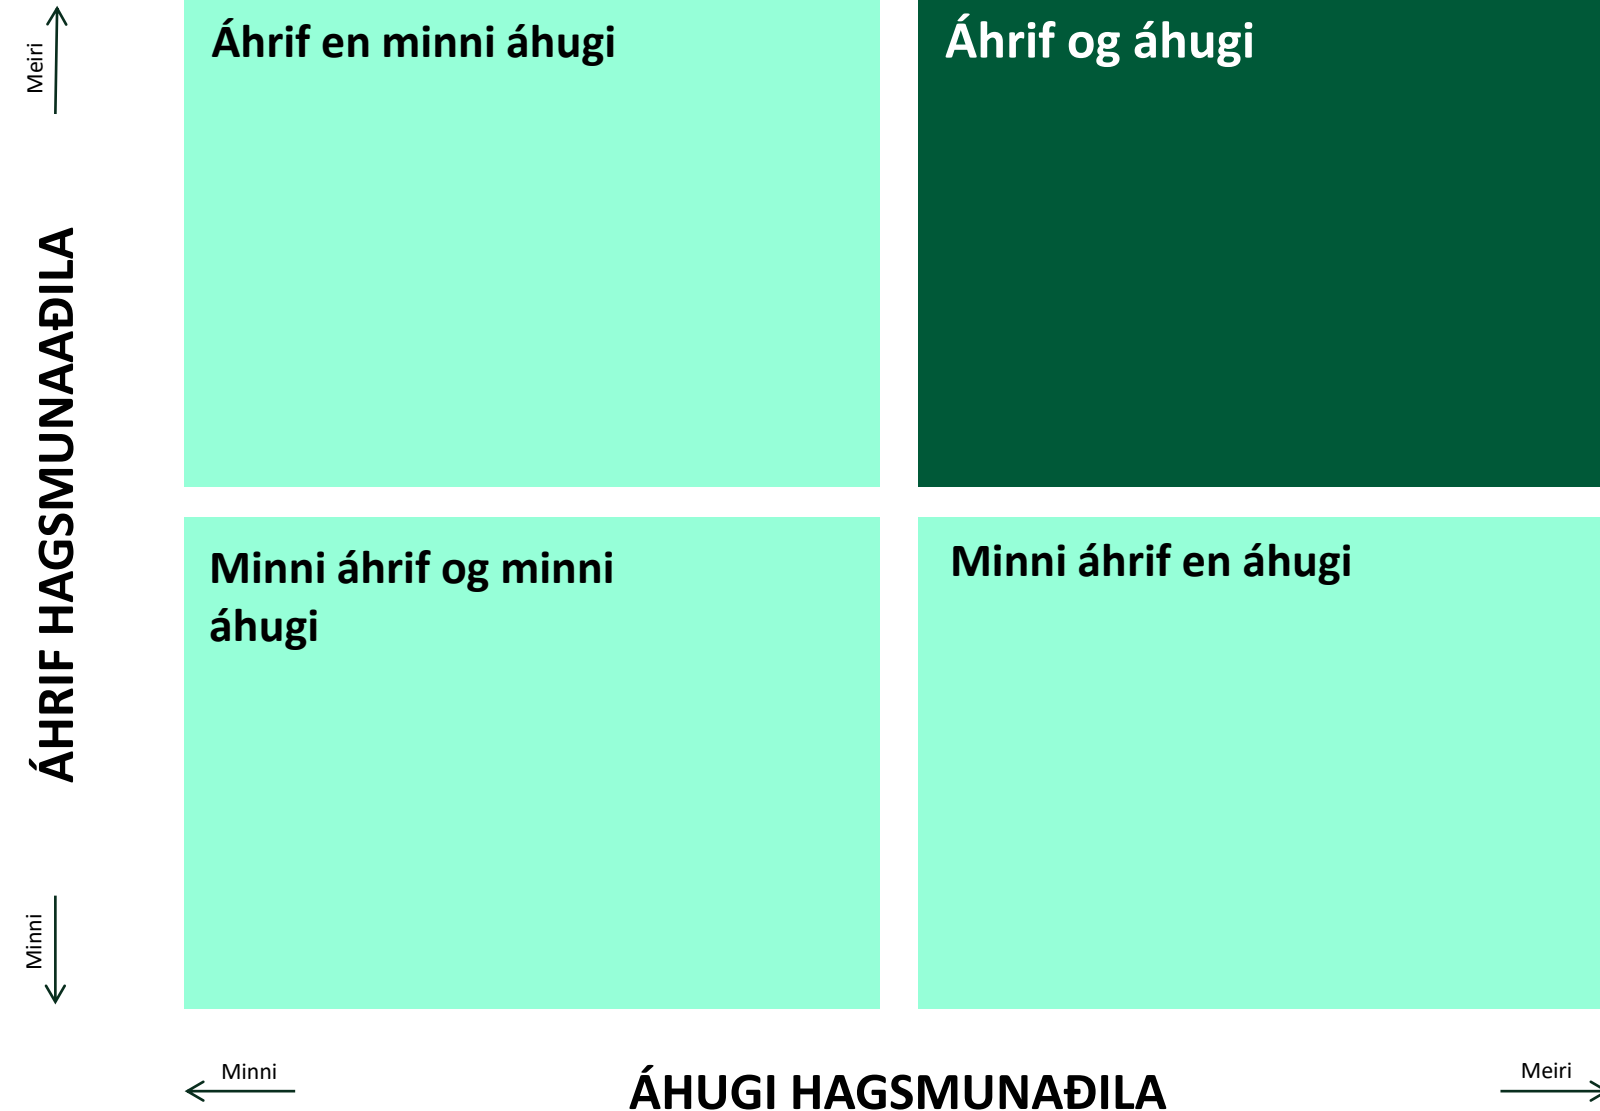 Meiri
Áhrif en minni áhugi
Áhrif og áhugi
ÁHRIF HAGSMUNAAÐILA
Minni áhrif og minni
áhugi
Minni áhrif en áhugi
Minni
Minni
ÁHUGI HAGSMUNAÐILA
Meiri